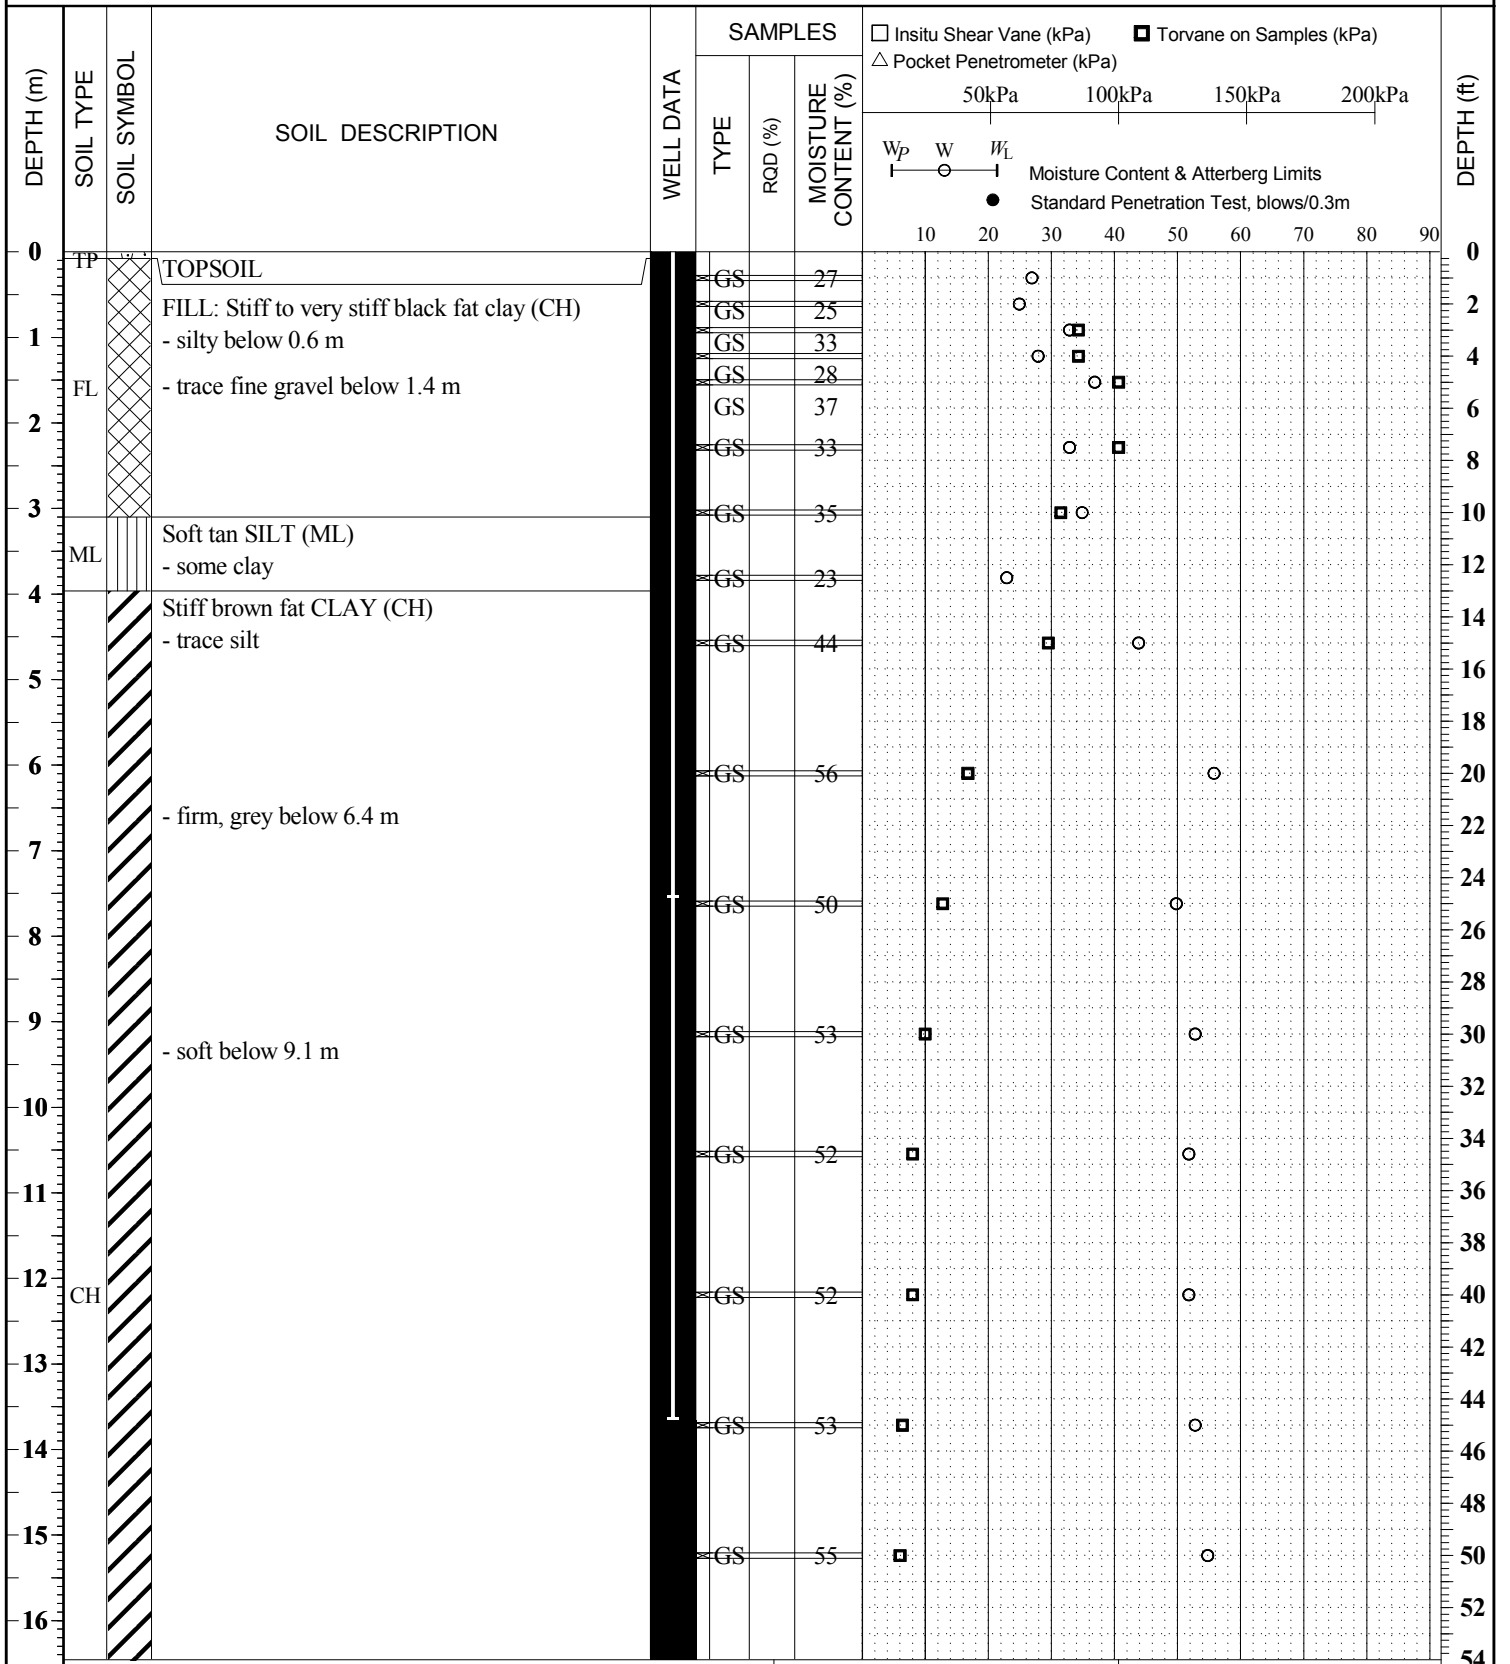 SAMPLES
Insitu Shear Vane (kPa) Torvane on Samples (kPa)
Pocket Penetrometer (kPa)
50kPa 100kPa 150kPa 200kPa
DEPTH (m)
SOIL TYPE
SOIL SYMBOL
SOIL DESCRIPTION
WELL DATA
TYPE
RQD (%)
MOISTURE
CONTENT (%)
DEPTH (ft)
WP W WL
Moisture Content & Atterberg Limits
Standard Penetration Test, blows/0.3m
10 20 30 40 50 60 70 80 90
0 TP TOPSOIL 0
GS 27
FILL: Stiff to very stiff black fat clay (CH) GS 25 2
1 - silty below 0.6 m GS 33
4
FL - trace fine gravel below 1.4 m GS 28
GS 37 6
2
GS 33
8
3 GS 35 10
Soft tan SILT (ML)
ML - some clay
GS 23 12
4 Stiff brown fat CLAY (CH) 14
- trace silt GS 44
16
5
18
6 GS 56 20
- firm, grey below 6.4 m 22
7
24
GS 50
8 26
28
9 GS 53 30
- soft below 9.1 m
32
10
34
GS 52
11 36
38
12
CH GS 52 40
42
13
44
GS 53
14 46
48
15
GS 55 50
16 52
54